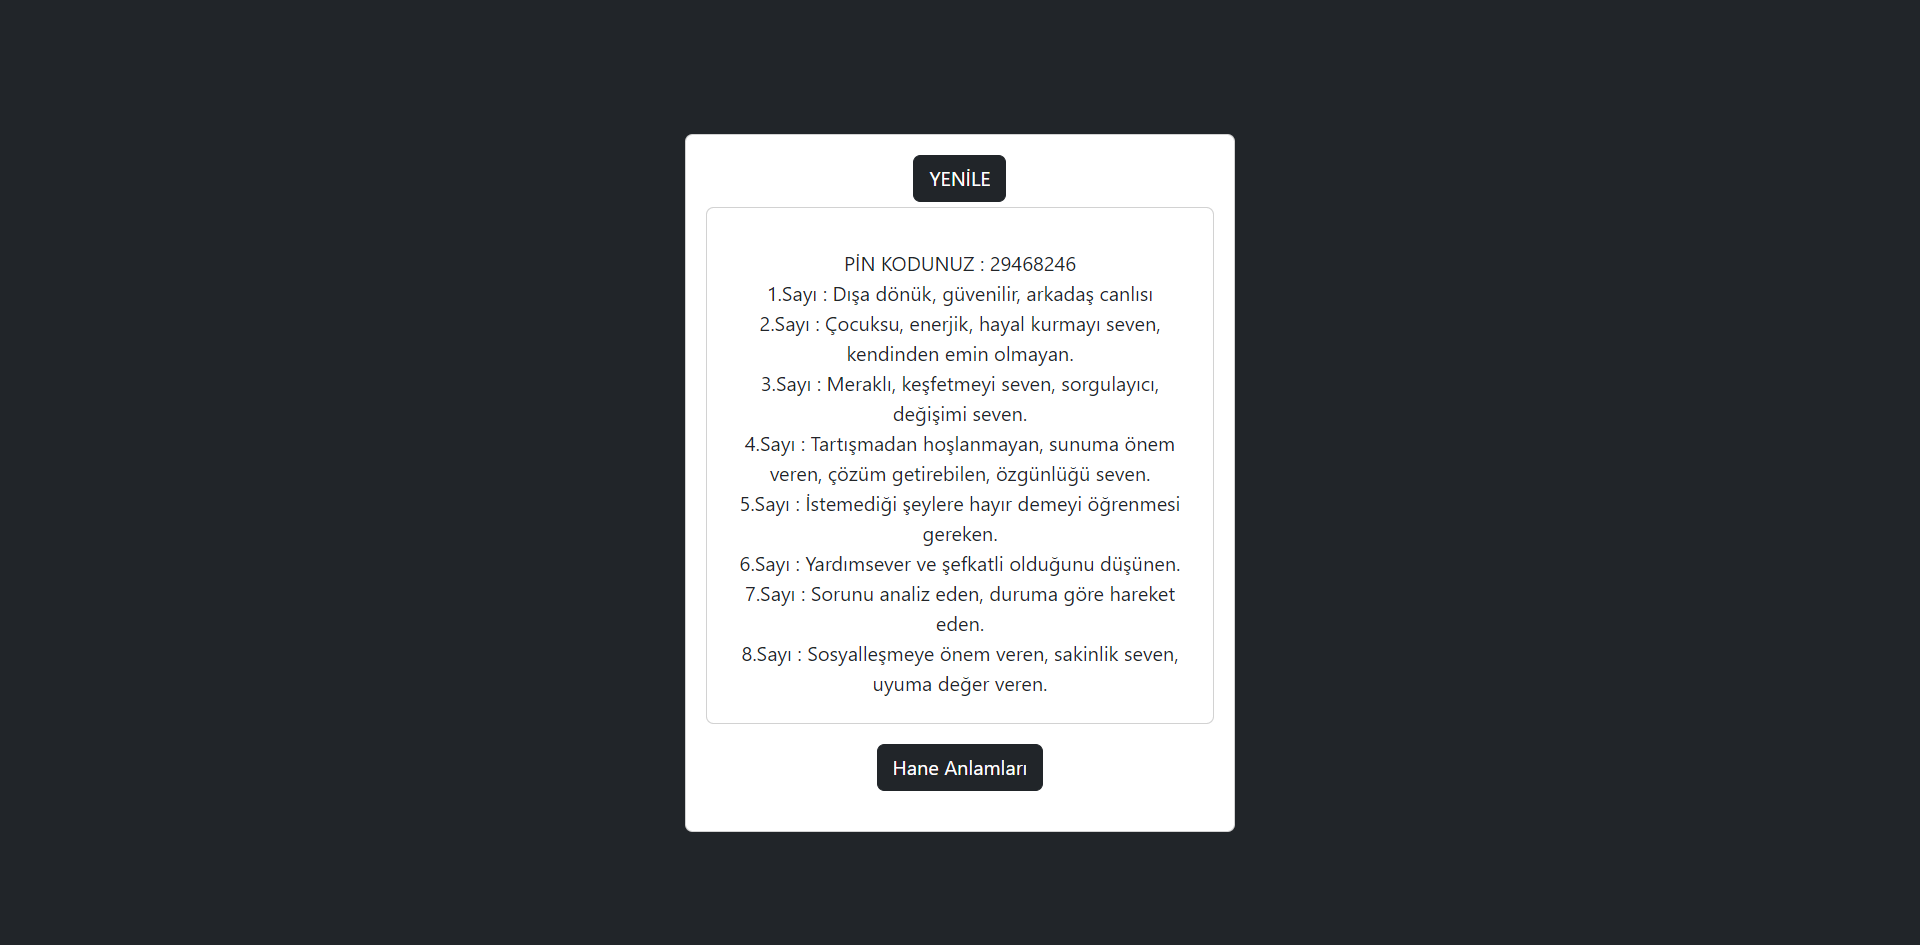 YENİLE
PİN KODUNUZ : 29468246
1.Sayı : Dışa dönük, güvenilir, arkadaş canlısı
2.Sayı : Çocuksu, enerjik, hayal kurmayı seven,
kendinden emin olmayan.
3.Sayı : Meraklı, keşfetmeyi seven, sorgulayıcı,
değişimi seven.
4.Sayı : Tartışmadan hoşlanmayan, sunuma önem
veren, çözüm getirebilen, özgünlüğü seven.
5.Sayı : İstemediği şeylere hayır demeyi öğrenmesi
gereken.
6.Sayı : Yardımsever ve şefkatli olduğunu düşünen.
7.Sayı : Sorunu analiz eden, duruma göre hareket
eden.
8.Sayı : Sosyalleşmeye önem veren, sakinlik seven,
uyuma değer veren.
Hane Anlamları